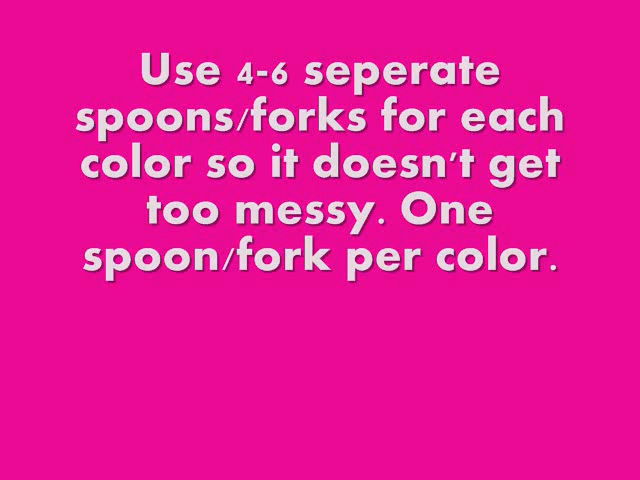 Use 4-6 seperate
spoons/forks for each
color so it doesn't get
too messy. One
spoon/fork per color.